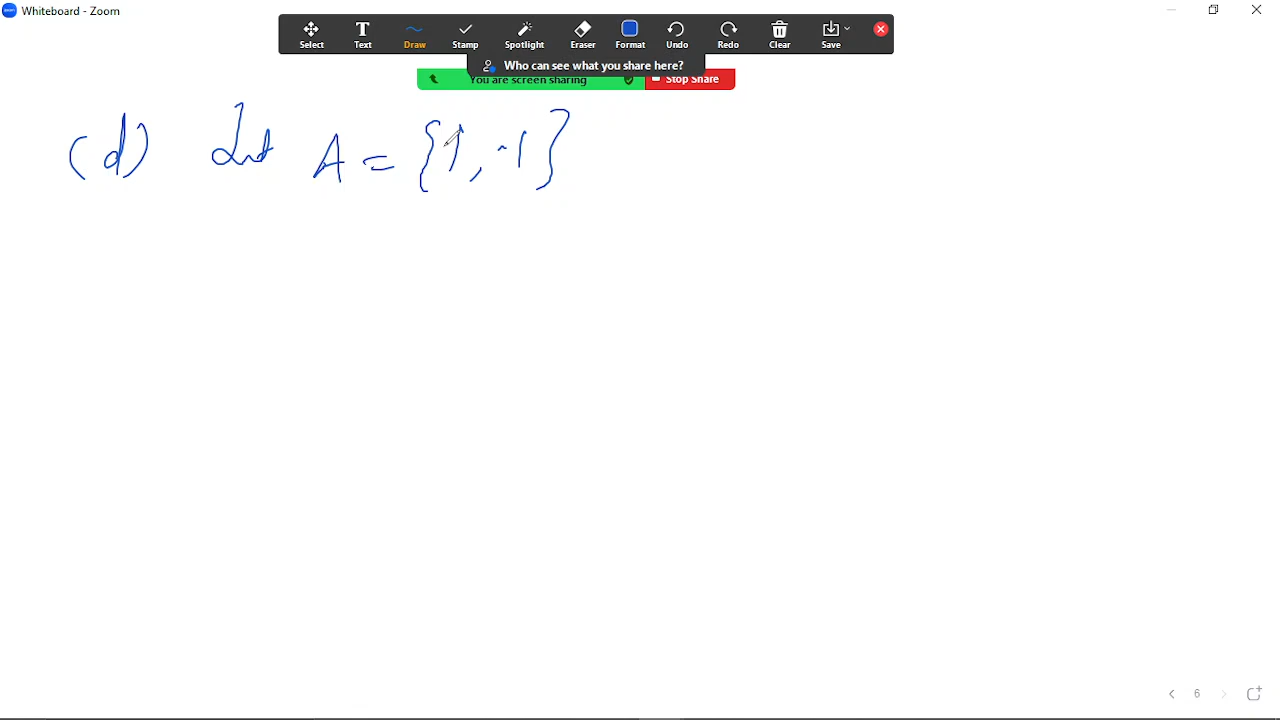 Whiteboard - Zoom
Select Text Draw Stamp Spotlight Eraser Format Undo Redo Clear Save
Who can see what you share here?
You are screen sharing Stop Share
(d) Let A = {1, -1}
6